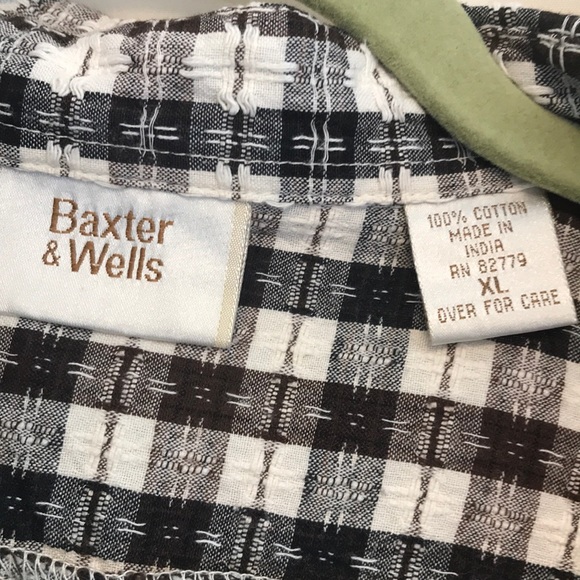 Baxter
& Wells
100% COTTON
MADE IN
INDIA
RN 82779
XL
OVER FOR CARE